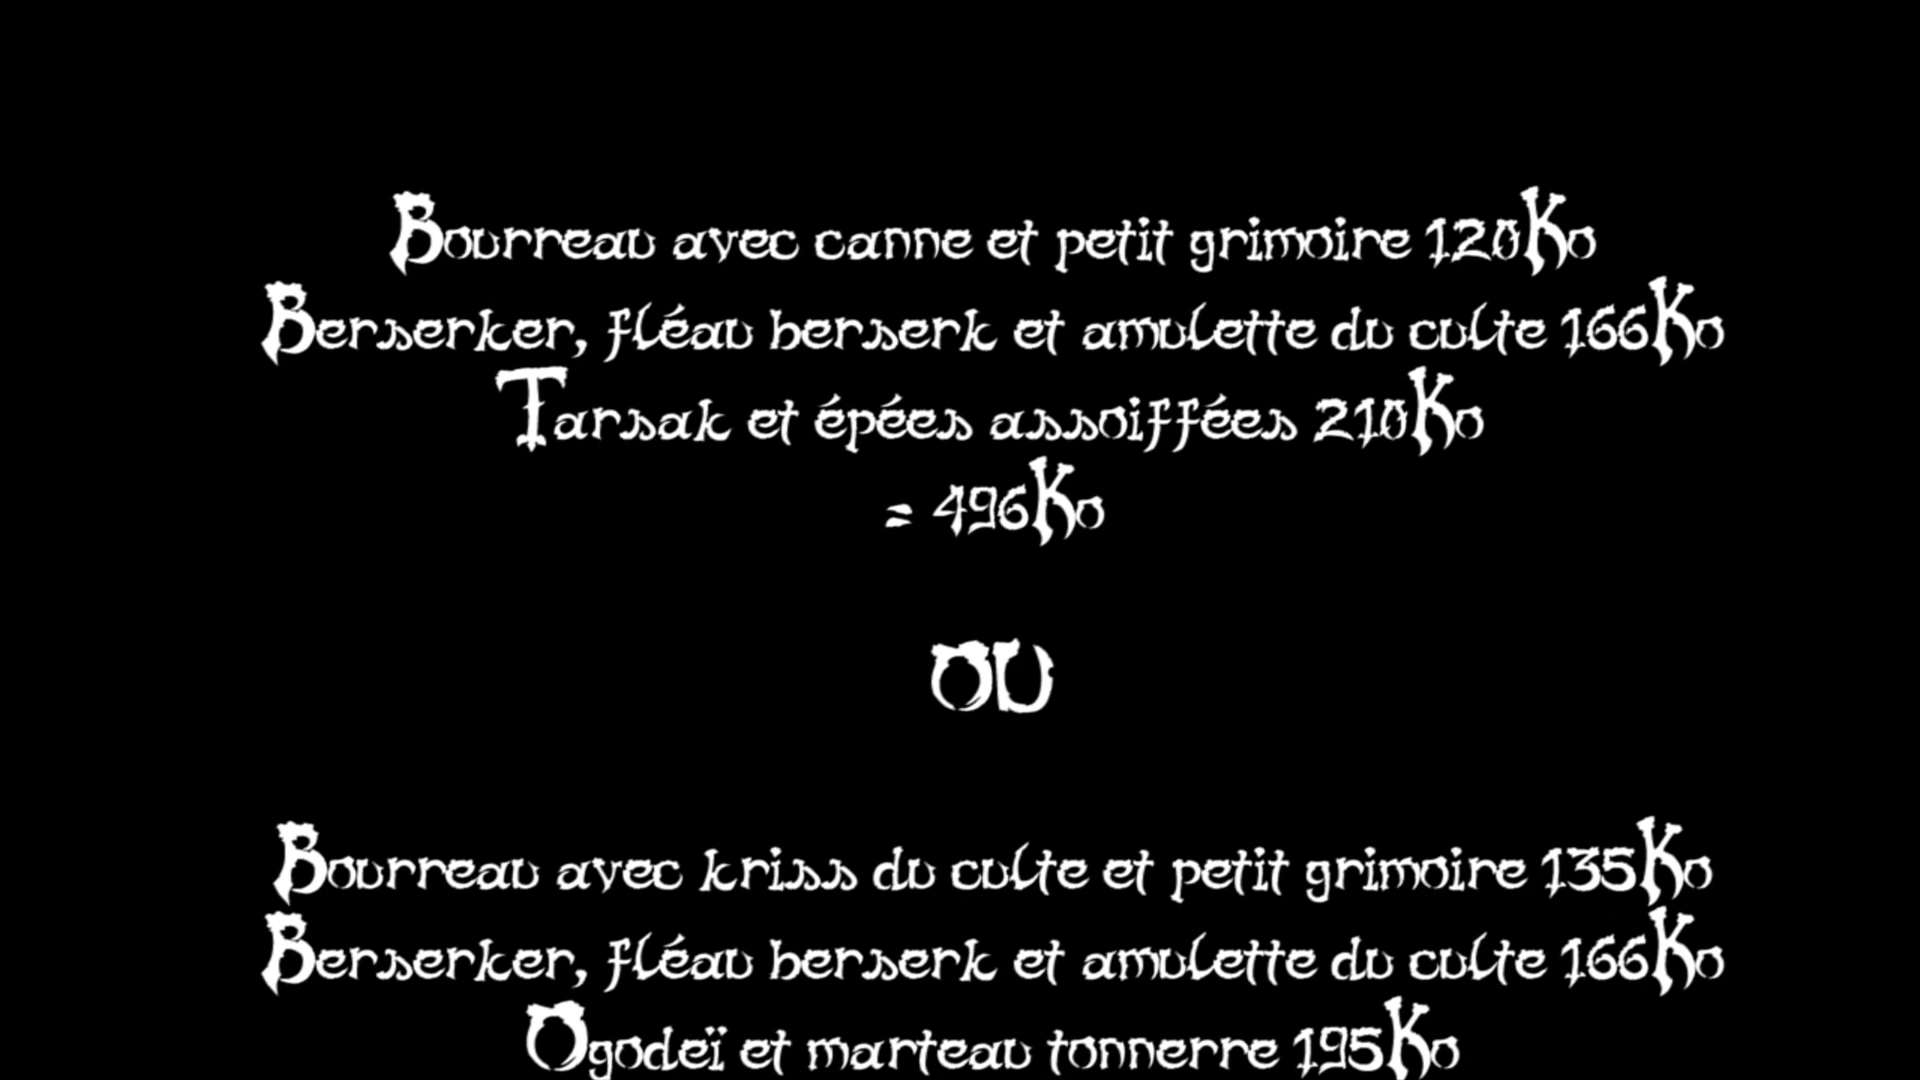 Bourreau avec canne et petit grimoire 120Ko
Berserker, fléau berserk et amulette du culte 166Ko
Tarsak et épées assoiffées 210Ko
= 496Ko
OU
Bourreau avec kriss du culte et petit grimoire 135Ko
Berserker, fléau berserk et amulette du culte 166Ko
Ogodeï et marteau tonnerre 195Ko